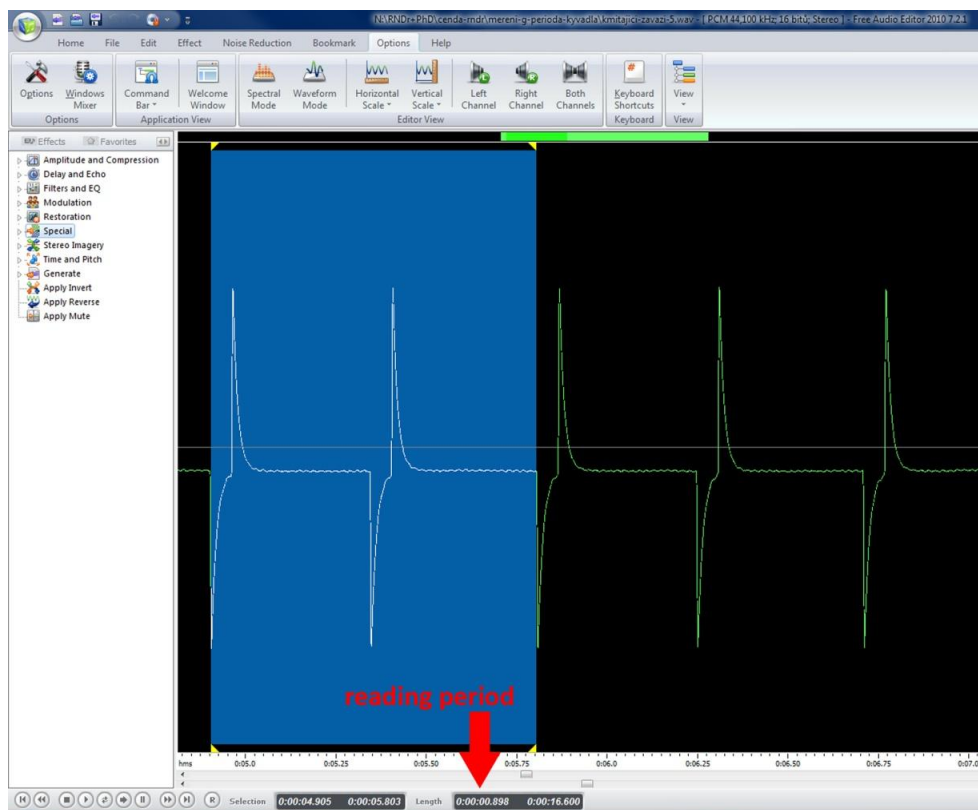 N:\RNDr+PhD\cenda-rndr\mereni-g-perioda-kyvadla\kmitajici-zavazi-5.wav - [ PCM 44,100 kHz; 16 bitů; Stereo ] - Free Audio Editor 2010 7.2.1
Home File Edit Effect Noise Reduction Bookmark Options Help
Options Windows Mixer Command Bar Welcome Window Spectral Mode Waveform Mode Horizontal Scale Vertical Scale Left Channel Right Channel Both Channels Keyboard Shortcuts View
Options Application View Editor View Keyboard View
Effects Favorites
Amplitude and Compression
Delay and Echo
Filters and EQ
Modulation
Restoration
Special
Stereo Imagery
Time and Pitch
Generate
Apply Invert
Apply Reverse
Apply Mute
reading period
hms 0:05.0 0:05.25 0:05.50 0:05.75 0:06.0 0:06.25 0:06.50 0:06.75 0:07.0
R Selection 0:00:04.905 0:00:05.803 Length 0:00:00.898 0:00:16.600